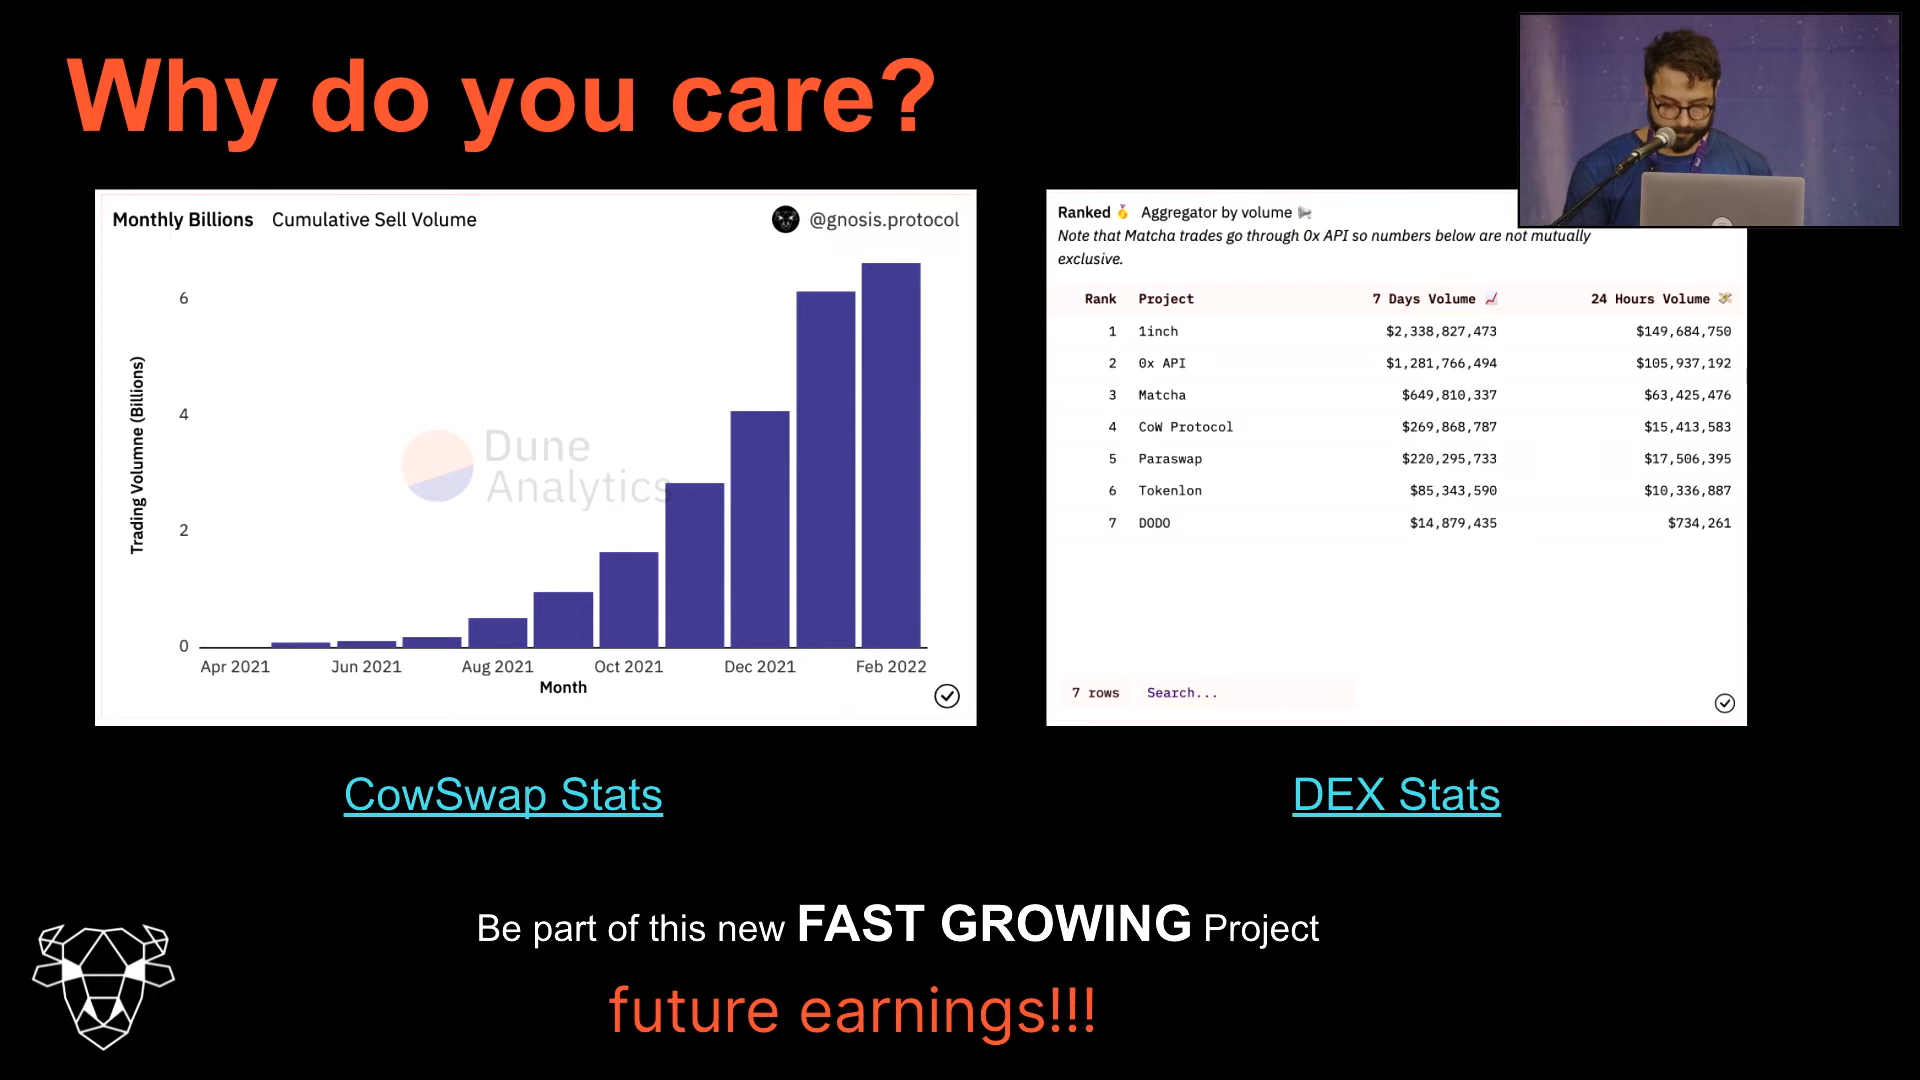 Why do you care?
Monthly Billions Cumulative Sell Volume @gnosis.protocol
Trading Volumne (Billions)
6
4
2
0
Dune
Analytics
Apr 2021 Jun 2021 Aug 2021 Oct 2021 Dec 2021 Feb 2022
Month
Ranked 🥇 Aggregator by volume
Note that Matcha trades go through 0x API so numbers below are not mutually
exclusive.
Rank Project 7 Days Volume 📈 24 Hours Volume 💸
1 1inch $2,338,827,473 $149,684,750
2 0x API $1,281,766,494 $105,937,192
3 Matcha $649,810,337 $63,425,476
4 CoW Protocol $269,868,787 $15,413,583
5 Paraswap $220,295,733 $17,506,395
6 Tokenlon $85,343,590 $10,336,887
7 DODO $14,879,435 $734,261
7 rows Search...
CowSwap Stats
DEX Stats
Be part of this new FAST GROWING Project
future earnings!!!